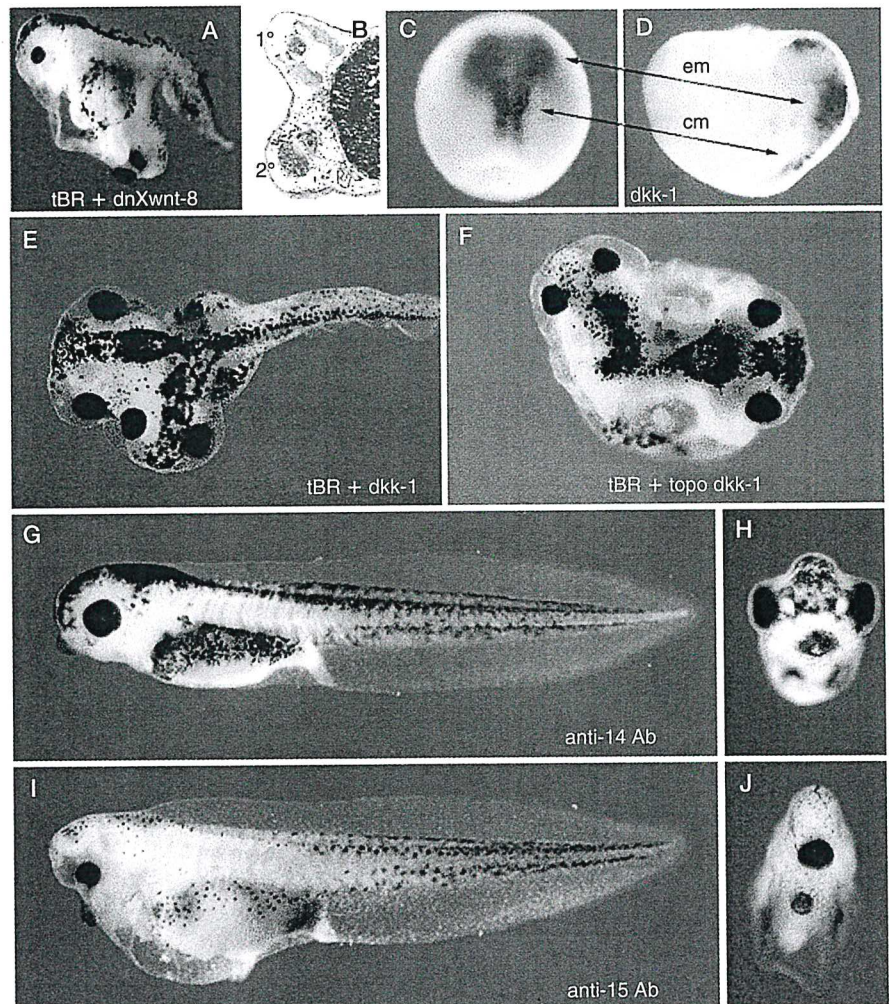 A
tBR + dnXwnt-8
B
1°
2°
C
D
em
cm
dkk-1
E
tBR + dkk-1
F
tBR + topo dkk-1
G
anti-14 Ab
H
I
anti-15 Ab
J